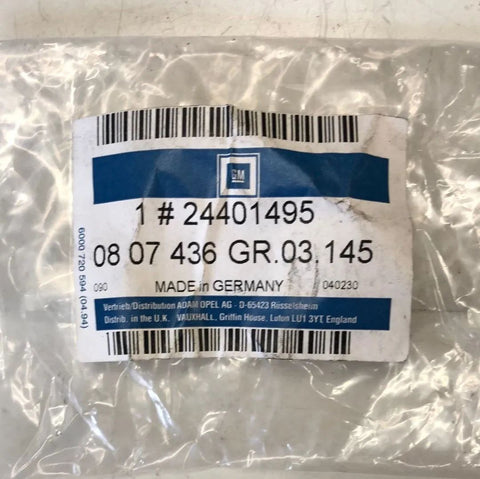 GM
1 # 24401495
08 07 436 GR.03.145
090 MADE in GERMANY 040230
Vertrieb/Distribution ADAM OPEL AG - D-65423 Rüsselsheim
Distrib. in the U.K. VAUXHALL, Griffin House, Luton LU1 3YT, England
6000 720 594 (04.94)